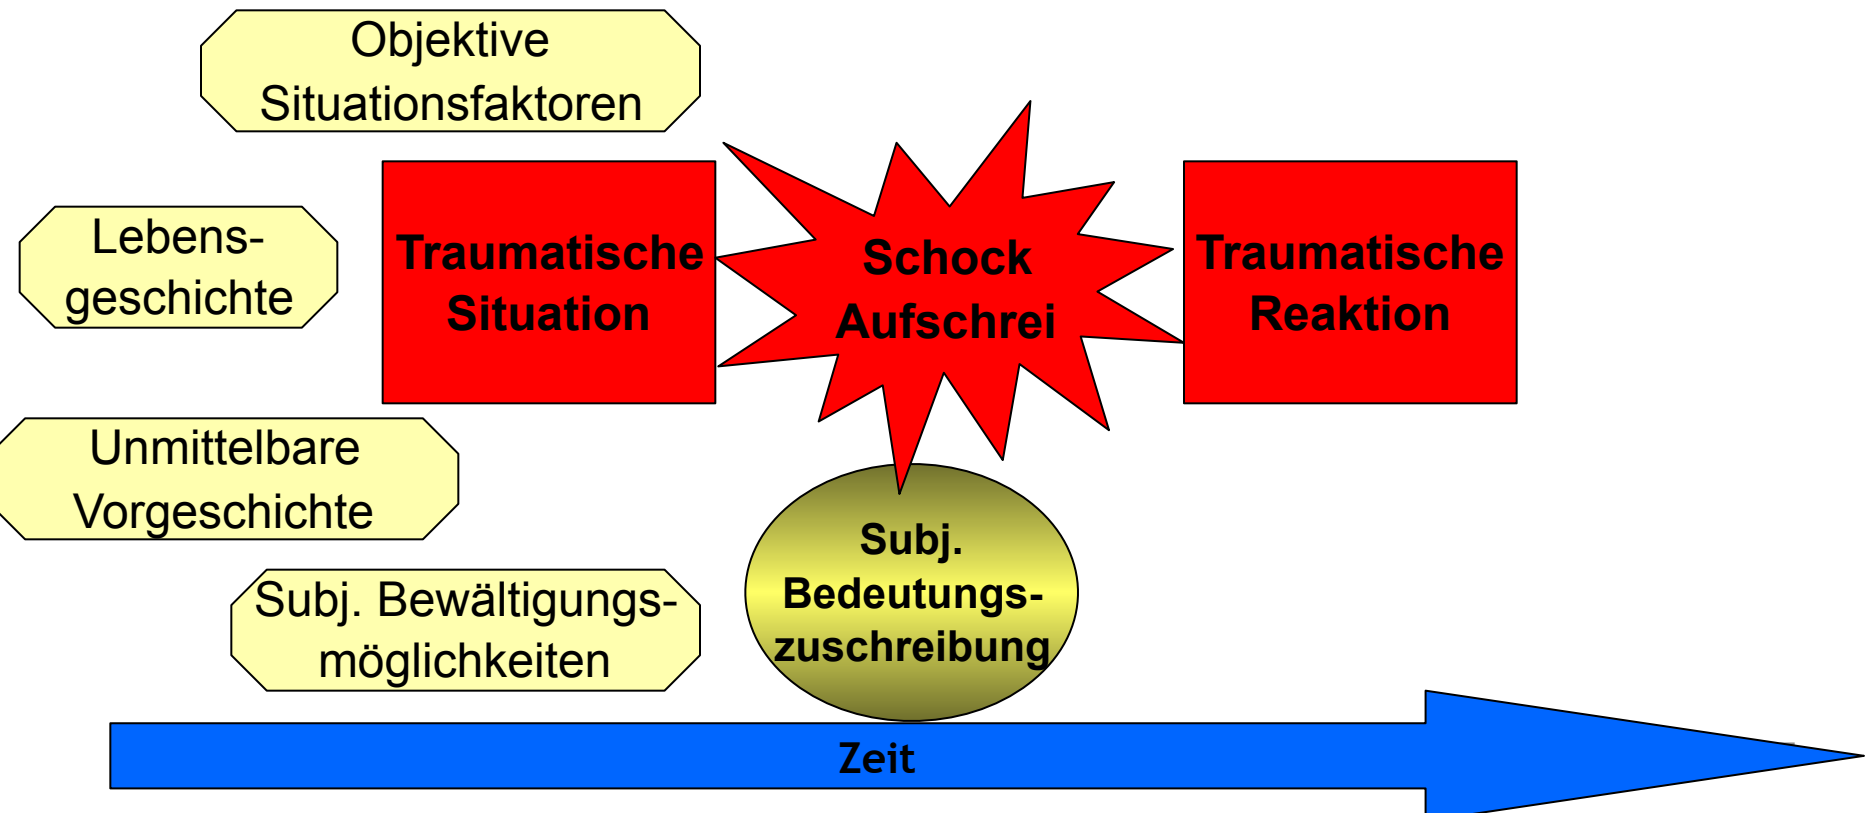 Objektive
Situationsfaktoren
Lebens-
geschichte
Traumatische
Situation
Schock
Aufschrei
Traumatische
Reaktion
Unmittelbare
Vorgeschichte
Subj. Bewältigungs-
möglichkeiten
Subj.
Bedeutungs-
zuschreibung
Zeit